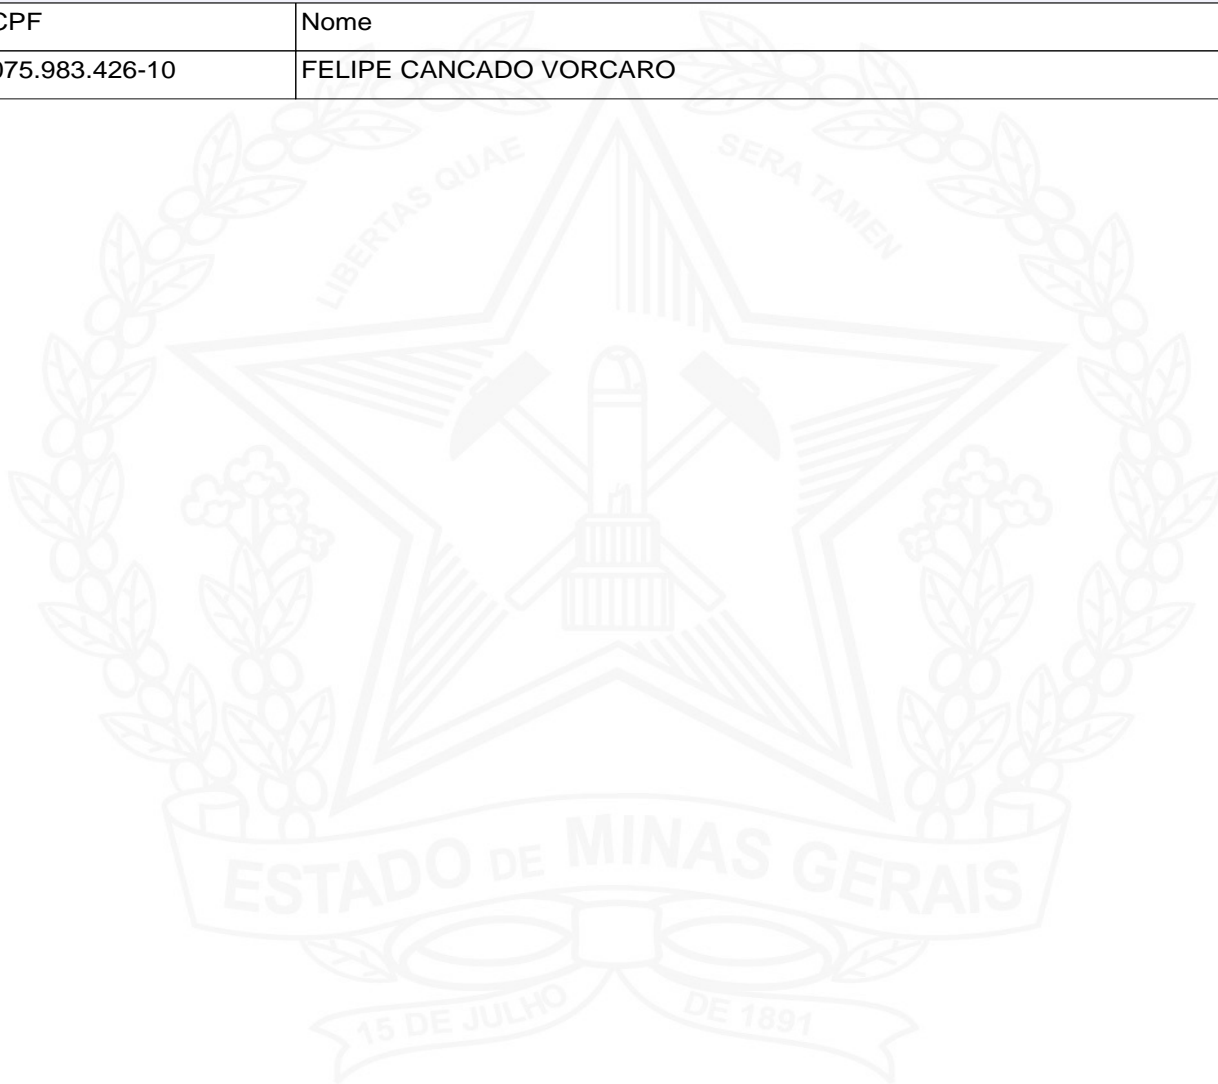 CPF Nome
075.983.426-10 FELIPE CANCADO VORCARO
LIBERTAS QUAE SERA TAMEN
ESTADO DE MINAS GERAIS
15 DE JULHO DE 1891